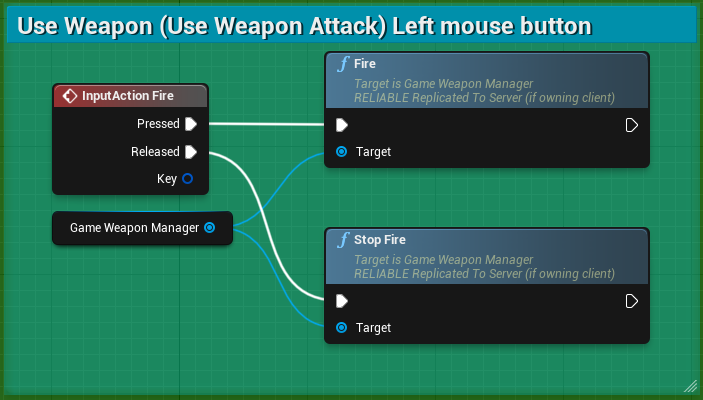 Use Weapon (Use Weapon Attack) Left mouse button
InputAction Fire
Pressed
Released
Key
Game Weapon Manager
Fire
Target is Game Weapon Manager
RELIABLE Replicated To Server (if owning client)
Target
Stop Fire
Target is Game Weapon Manager
RELIABLE Replicated To Server (if owning client)
Target